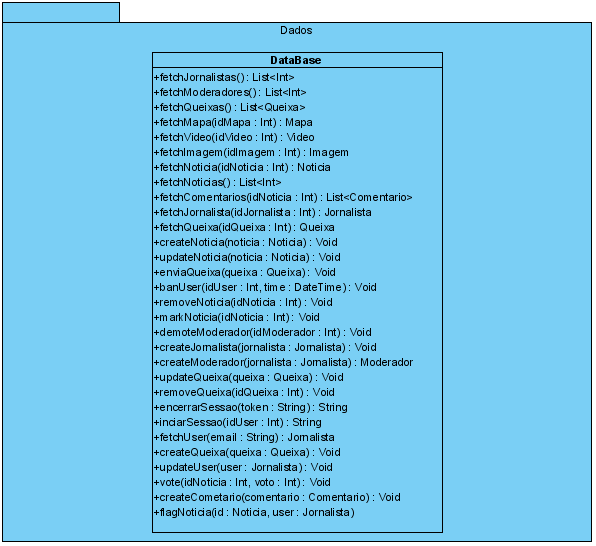 Dados
DataBase
+fetchJornalistas() : List<Int>
+fetchModeradores() : List<Int>
+fetchQueixas() : List<Queixa>
+fetchMapa(idMapa : Int) : Mapa
+fetchVideo(idVideo : Int) : Video
+fetchImagem(idImagem : Int) : Imagem
+fetchNoticia(idNoticia : Int) : Noticia
+fetchNoticias() : List<Int>
+fetchComentarios(idNoticia : Int) : List<Comentario>
+fetchJornalista(idJornalista : Int) : Jornalista
+fetchQueixa(idQueixa : Int) : Queixa
+createNoticia(noticia : Noticia) : Void
+updateNoticia(noticia : Noticia) : Void
+enviaQueixa(queixa : Queixa) : Void
+banUser(idUser : Int, time : DateTime) : Void
+removeNoticia(idNoticia : Int) : Void
+markNoticia(idNoticia : Int) : Void
+demoteModerador(idModerador : Int) : Void
+createJornalista(jornalista : Jornalista) : Void
+createModerador(jornalista : Jornalista) : Moderador
+updateQueixa(queixa : Queixa) : Void
+removeQueixa(idQueixa : Int) : Void
+encerrarSessao(token : String) : String
+inciarSessao(idUser : Int) : String
+fetchUser(email : String) : Jornalista
+createQueixa(queixa : Queixa) : Void
+updateUser(user : Jornalista) : Void
+vote(idNoticia : Int, voto : Int) : Void
+createCometario(comentario : Comentario) : Void
+flagNoticia(id : Noticia, user : Jornalista)